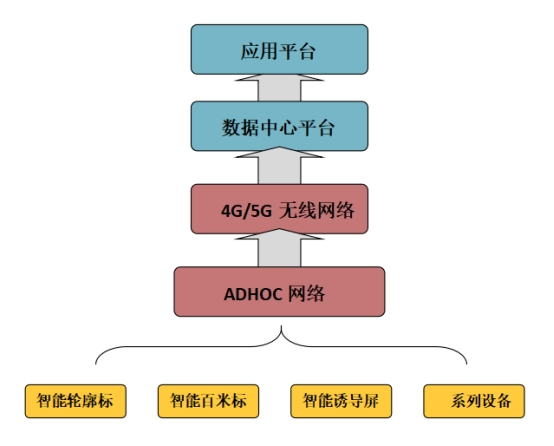 应用平台
数据中心平台
4G/5G 无线网络
ADHOC 网络
智能轮廓标
智能百米标
智能诱导屏
系列设备